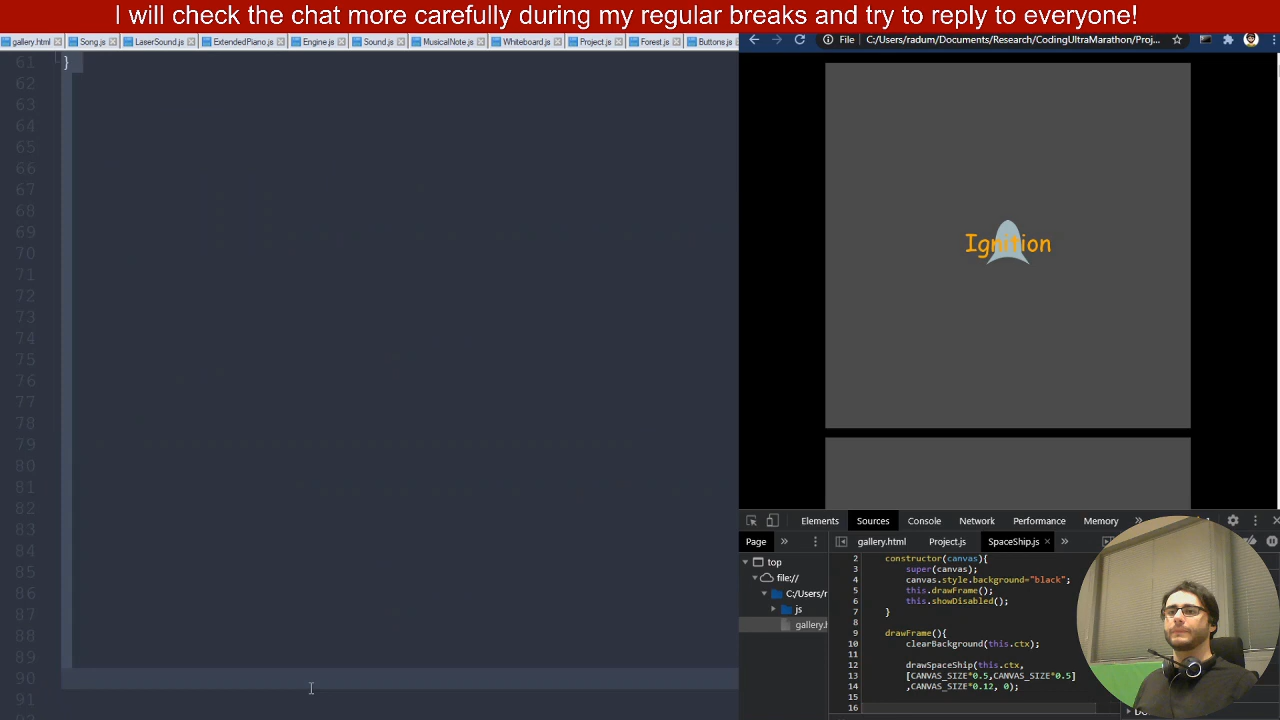 I will check the chat more carefully during my regular breaks and try to reply to everyone!
gallery.html Song.js LaserSound.js ExtendedPiano.js Engine.js Sound.js MusicalNote.js Whiteboard.js Project.js Forest.js Buttons.js
File C:/Users/radum/Documents/Research/CodingUltraMarathon/Proj...
61 }
62
63
64
65
66
67
68
69
70
71
72
73
74
75
76
77
78
79
80
81
82
83
84
85
86
87
88
89
90
91
Ignition
Elements Sources Console Network Performance Memory »
Page » gallery.html Project.js SpaceShip.js × »
top
file://
C:/Users/r
js
gallery.h
2 constructor(canvas){
3 super(canvas);
4 canvas.style.background="black";
5 this.drawFrame();
6 this.showDisabled();
7 }
8
9 drawFrame(){
10 clearBackground(this.ctx);
11
12 drawSpaceShip(this.ctx,
13 [CANVAS_SIZE*0.5,CANVAS_SIZE*0.5]
14 ,CANVAS_SIZE*0.12, 0);
15
16